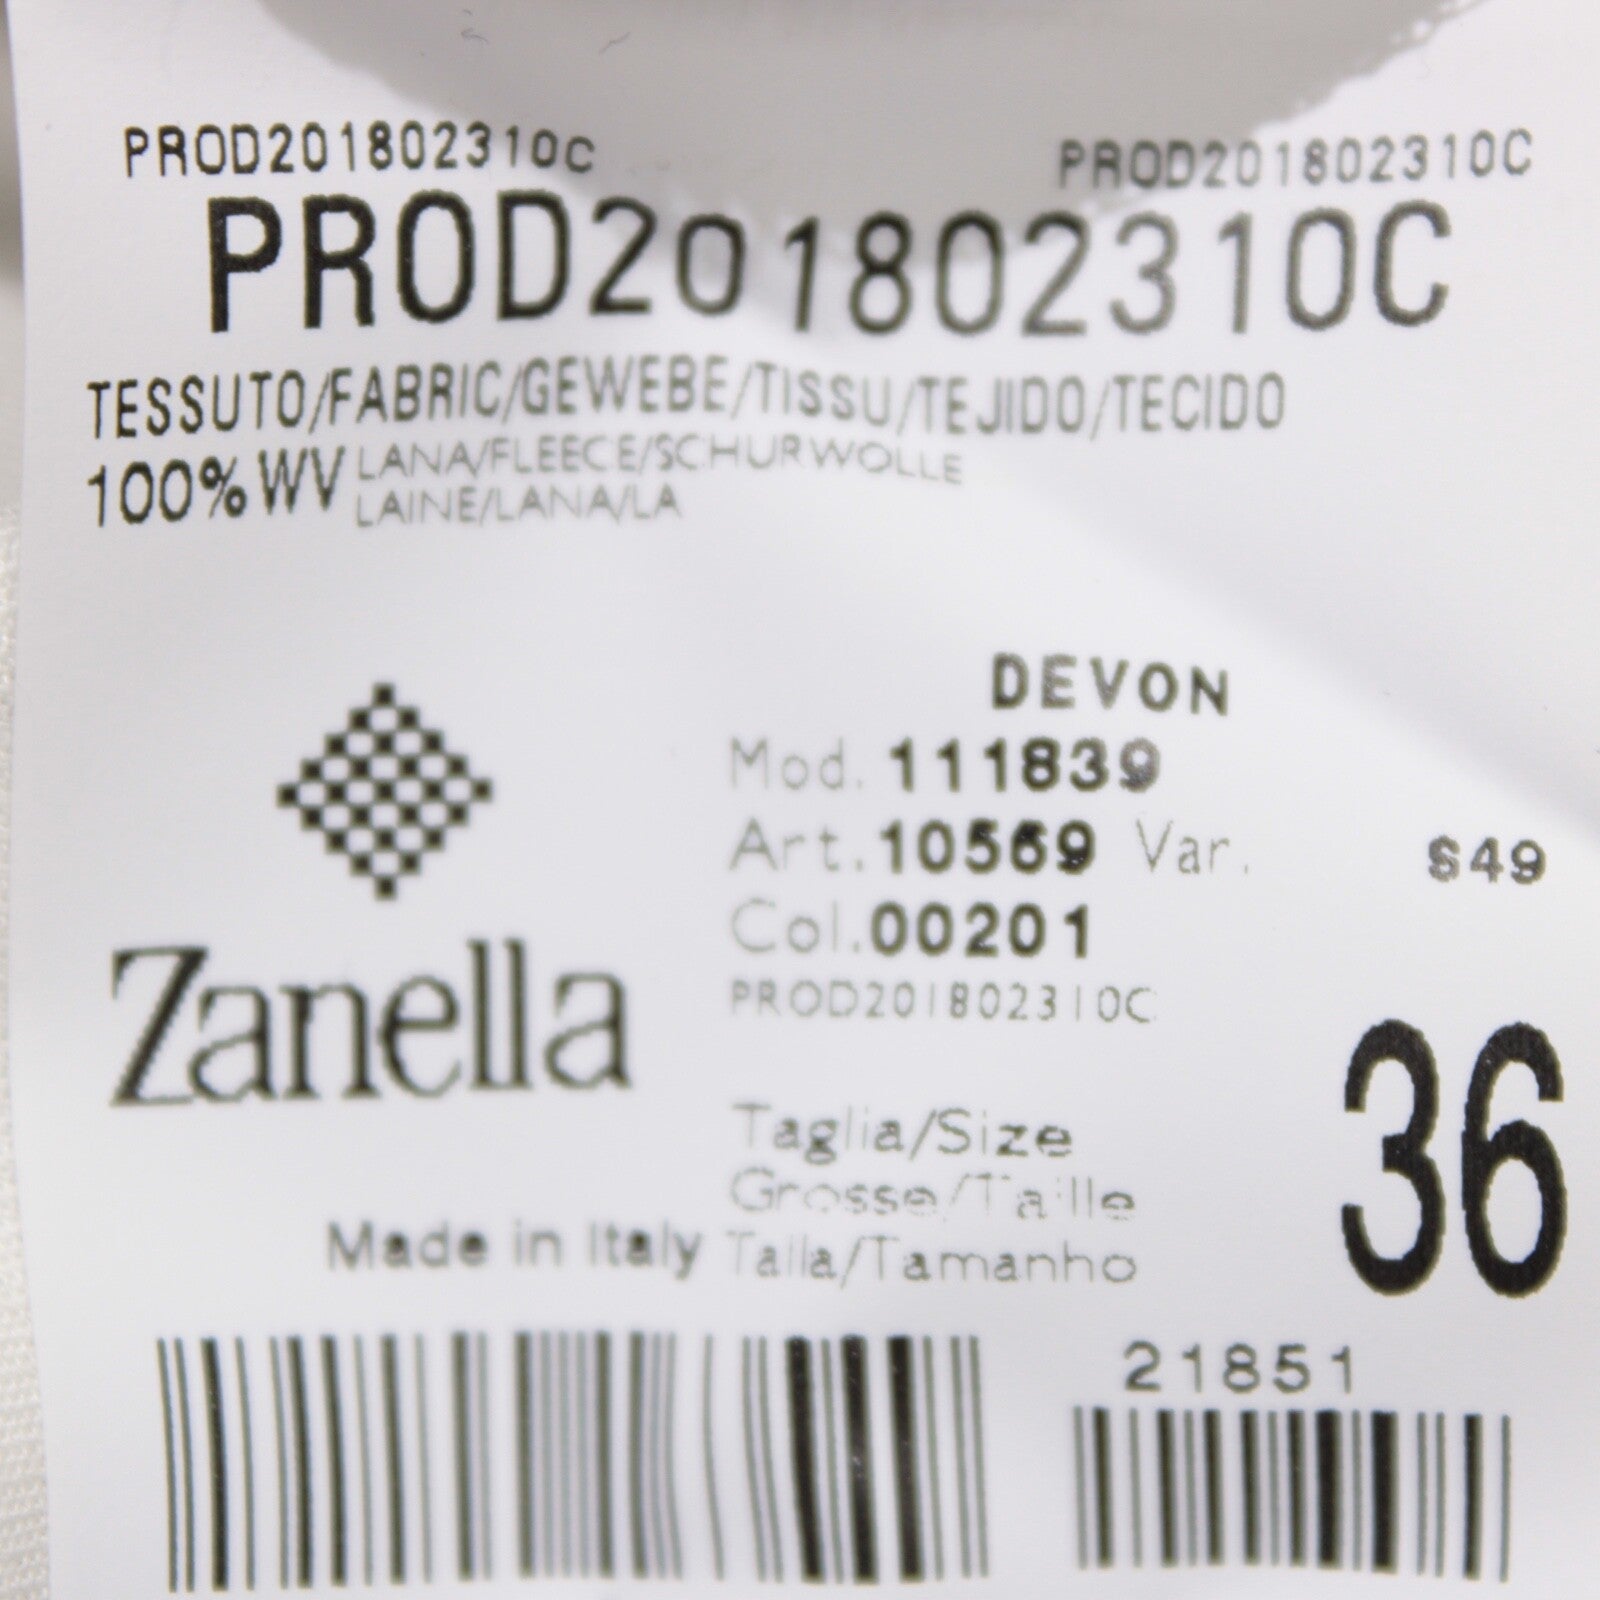 PROD201802310C PROD201802310C
PROD201802310C
TESSUTO/FABRIC/GEWEBE/TISSU/TEJIDO/TECIDO
100% WV LANA/FLEECE/SCHURWOLLE
LAINE/LANA/LA
DEVON
Mod. 111839
Art. 10569 Var. S49
Col. 00201
PROD201802310C
Zanella
36
Taglia/Size
Grosse/Taille
Talla/Tamanho
Made in Italy
21851